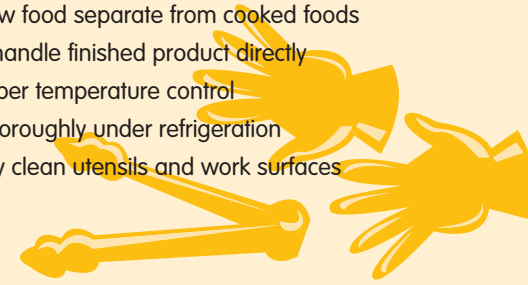 w food separate from cooked foods
handle finished product directly
per temperature control
oroughly under refrigeration
y clean utensils and work surfaces